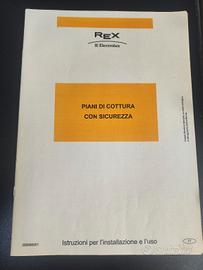 REX
Electrolux
PIANI DI COTTURA
CON SICUREZZA
Istruzioni per l'installazione e l'uso